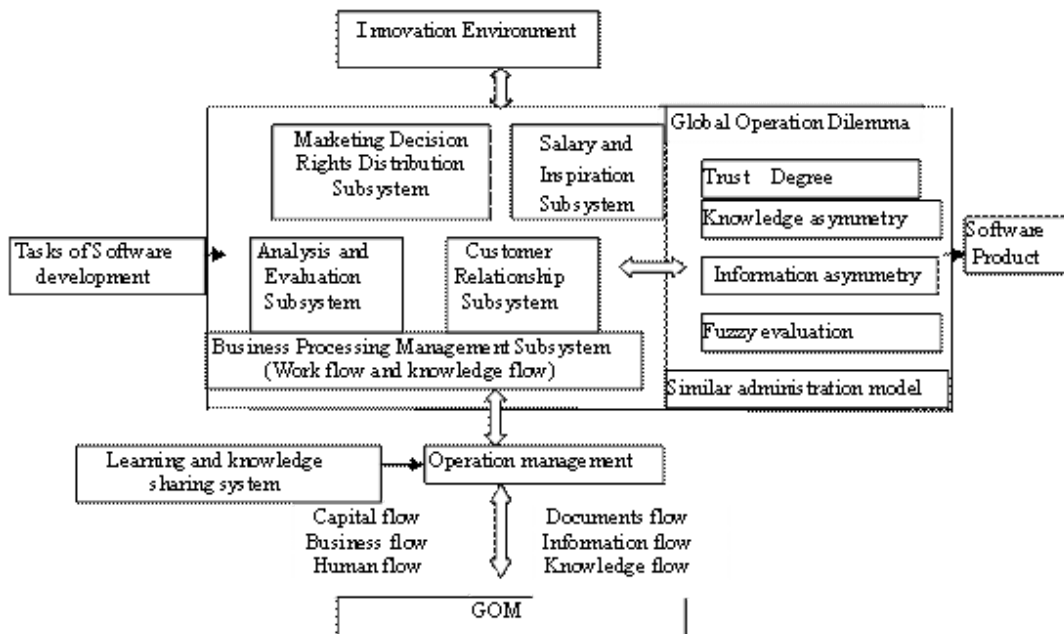 Innovation Environment
Marketing Decision
Rights Distribution
Subsystem
Salary and
Inspiration
Subsystem
Global Operation Dilemma
Trust Degree
Knowledge asymmetry
Information asymmetry
Fuzzy evaluation
Similar administration model
Tasks of Software
development
Analysis and
Evaluation
Subsystem
Customer
Relationship
Subsystem
Software
Product
Business Processing Management Subsystem
(Work flow and knowledge flow)
Learning and knowledge
sharing system
Operation management
Capital flow
Business flow
Human flow
Documents flow
Information flow
Knowledge flow
GOM